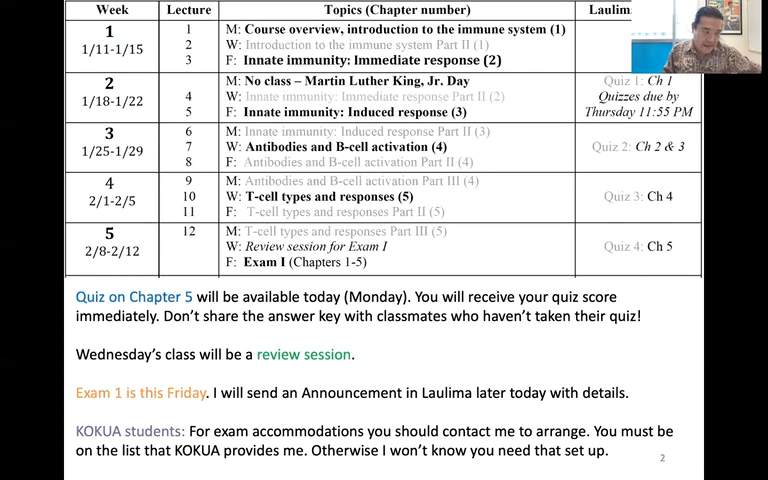 Week Lecture Topics (Chapter number) Laulim
1 1 M: Course overview, introduction to the immune system (1)
1/11-1/15 2 W: Introduction to the immune system Part II (1)
3 F: Innate immunity: Immediate response (2)
2 M: No class – Martin Luther King, Jr. Day Quiz 1: Ch 1
1/18-1/22 4 W: Innate immunity: Immediate response Part II (2) Quizzes due by
5 F: Innate immunity: Induced response (3) Thursday 11:55 PM
3 6 M: Innate immunity: Induced response Part II (3)
1/25-1/29 7 W: Antibodies and B-cell activation (4) Quiz 2: Ch 2 & 3
8 F: Antibodies and B-cell activation Part II (4)
4 9 M: Antibodies and B-cell activation Part III (4)
2/1-2/5 10 W: T-cell types and responses (5) Quiz 3: Ch 4
11 F: T-cell types and responses Part II (5)
5 12 M: T-cell types and responses Part III (5)
2/8-2/12 W: Review session for Exam I Quiz 4: Ch 5
F: Exam I (Chapters 1-5)
Quiz on Chapter 5 will be available today (Monday). You will receive your quiz score
immediately. Don't share the answer key with classmates who haven't taken their quiz!
Wednesday's class will be a review session.
Exam 1 is this Friday. I will send an Announcement in Laulima later today with details.
KOKUA students: For exam accommodations you should contact me to arrange. You must be
on the list that KOKUA provides me. Otherwise I won't know you need that set up.
2